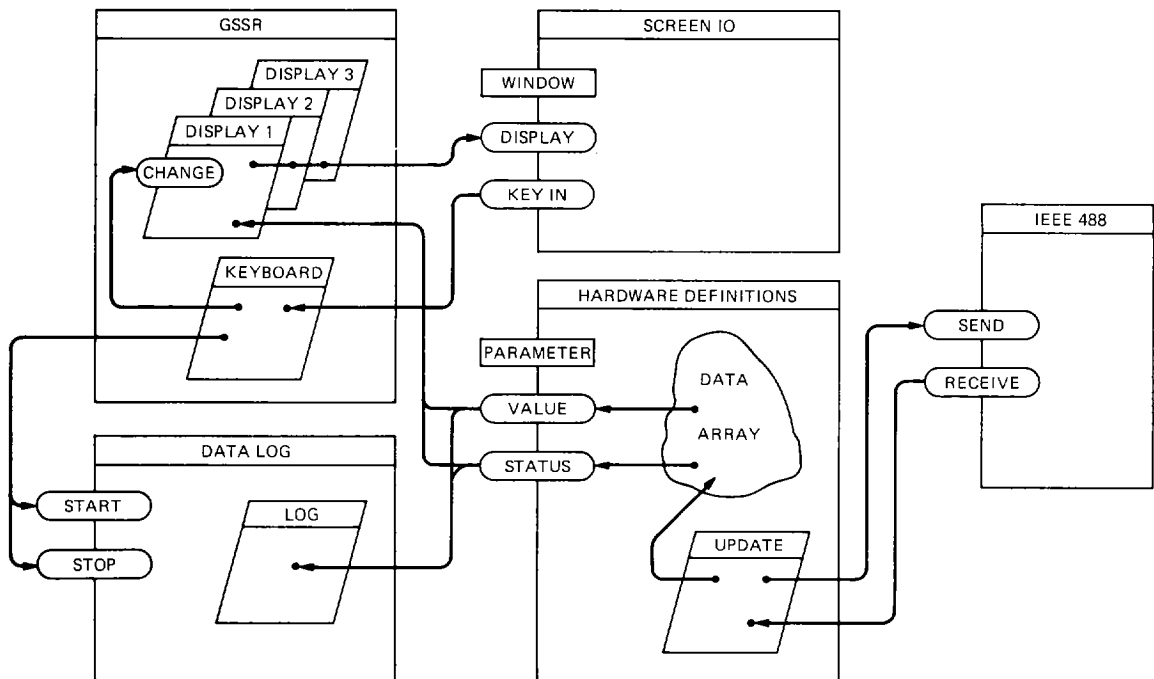 GSSR
DISPLAY 3
DISPLAY 2
DISPLAY 1
CHANGE
KEYBOARD
SCREEN IO
WINDOW
DISPLAY
KEY IN
IEEE 488
SEND
RECEIVE
HARDWARE DEFINITIONS
PARAMETER
VALUE
STATUS
DATA
ARRAY
UPDATE
DATA LOG
START
STOP
LOG